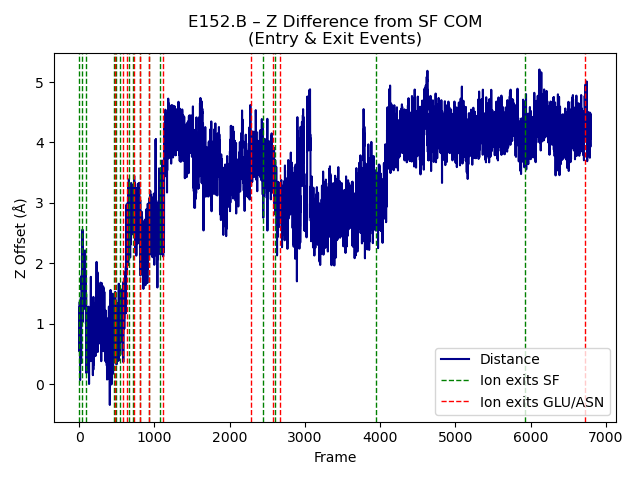 E152.B – Z Difference from SF COM
(Entry & Exit Events)
Z Offset (Å)
5
4
3
2
1
0
Distance
Ion exits SF
Ion exits GLU/ASN
0 1000 2000 3000 4000 5000 6000 7000
Frame